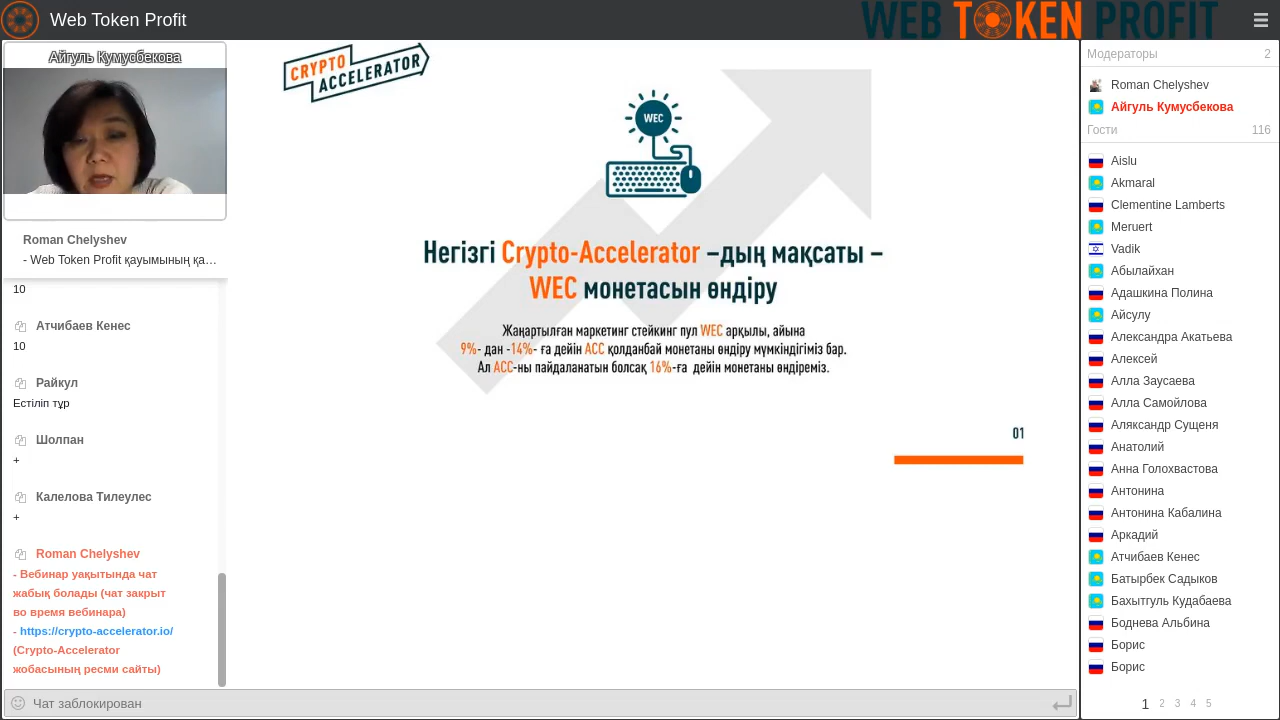 Web Token Profit
WEB TOKEN PROFIT
Айгуль Кумусбекова
Roman Chelyshev
- Web Token Profit қауымының қа…
10
Атчибаев Кенес
10
Райкул
Естіліп тұр
Шолпан
+
Калелова Тилеулес
+
Roman Chelyshev
- Вебинар уақытында чат
жабық болады (чат закрыт
во время вебинара)
- https://crypto-accelerator.io/
(Crypto-Accelerator
жобасының ресми сайты)
Чат заблокирован
CRYPTO
ACCELERATOR
WEC
Негізгі Crypto-Accelerator –дың мақсаты –
WEC монетасын өндіру
Жаңартылған маркетинг стейкинг пул WEC арқылы, айына
9%- дан -14%- ға дейін ACC қолданбай монетаны өндіру мүмкіндігіміз бар.
Ал ACC-ны пайдаланатын болсақ 16%-ға дейін монетаны өндіреміз.
01
Модераторы 2
Roman Chelyshev
Айгуль Кумусбекова
Гости 116
Aislu
Akmaral
Clementine Lamberts
Meruert
Vadik
Абылайхан
Адашкина Полина
Айсулу
Александра Акатьева
Алексей
Алла Заусаева
Алла Самойлова
Аляксандр Сущеня
Анатолий
Анна Голохвастова
Антонина
Антонина Кабалина
Аркадий
Атчибаев Кенес
Батырбек Садыков
Бахытгуль Кудабаева
Боднева Альбина
Борис
Борис
1 2 3 4 5